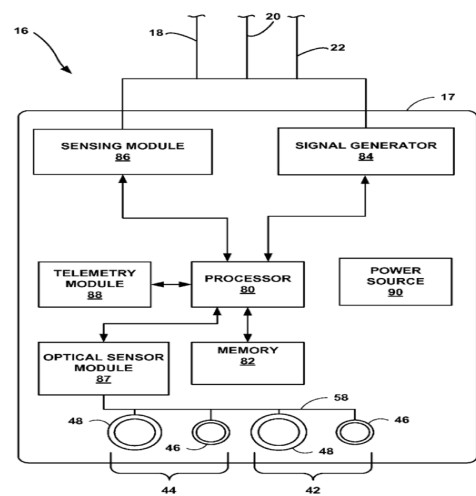 16
18
20
22
17
SENSING MODULE
86
SIGNAL GENERATOR
84
TELEMETRY
MODULE
88
PROCESSOR
80
POWER
SOURCE
90
OPTICAL SENSOR
MODULE
87
MEMORY
82
58
48
46
48
46
44
42